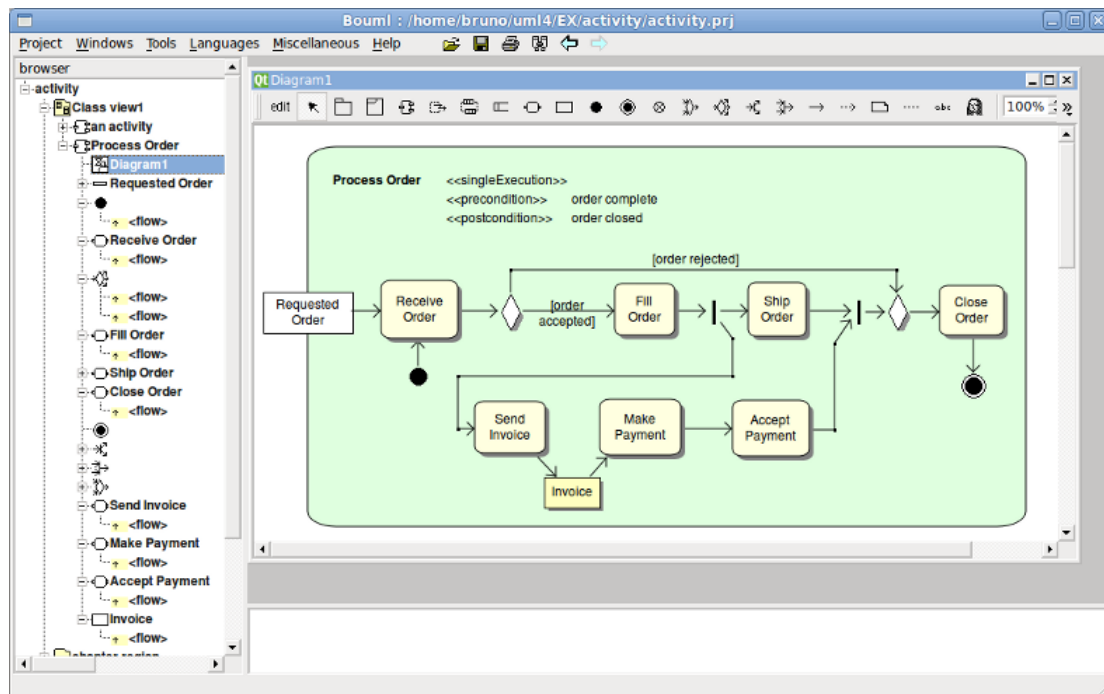 Bouml : /home/bruno/uml4/EX/activity/activity.prj
Project Windows Tools Languages Miscellaneous Help
browser
activity
Class view1
an activity
Process Order
Diagram1
Requested Order
<flow>
Receive Order
<flow>
<flow>
<flow>
Fill Order
<flow>
Ship Order
Close Order
<flow>
Send Invoice
<flow>
Make Payment
<flow>
Accept Payment
<flow>
Invoice
<flow>
Qt Diagram1
edit
abc
100%
Process Order <<singleExecution>>
<<precondition>> order complete
<<postcondition>> order closed
[order rejected]
Requested
Order
Receive
Order
[order
accepted]
Fill
Order
Ship
Order
Close
Order
Send
Invoice
Make
Payment
Accept
Payment
Invoice